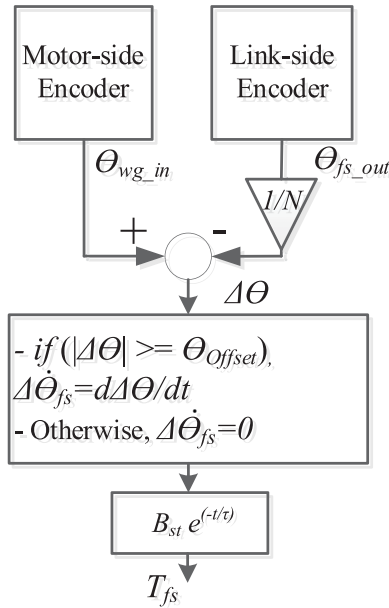 Motor-side
Encoder
Link-side
Encoder
Θwg_in
Θfs_out
1/N
+
-
ΔΘ
- if (|ΔΘ| >= ΘOffset),
ΔΘ̇fs=dΔΘ/dt
- Otherwise, ΔΘ̇fs=0
Bst e(-t/τ)
Tfs